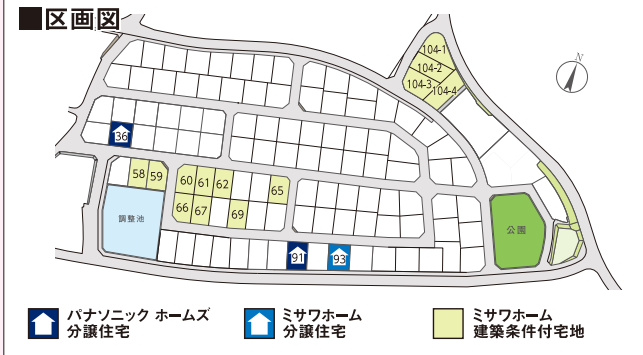 ■区画図
104-1
104-2
104-3 104-4
N
36
58 59
60 61 62 65
66 67 69
調整池
公園
91 93
パナソニック ホームズ
分譲住宅
ミサワホーム
分譲住宅
ミサワホーム
建築条件付宅地